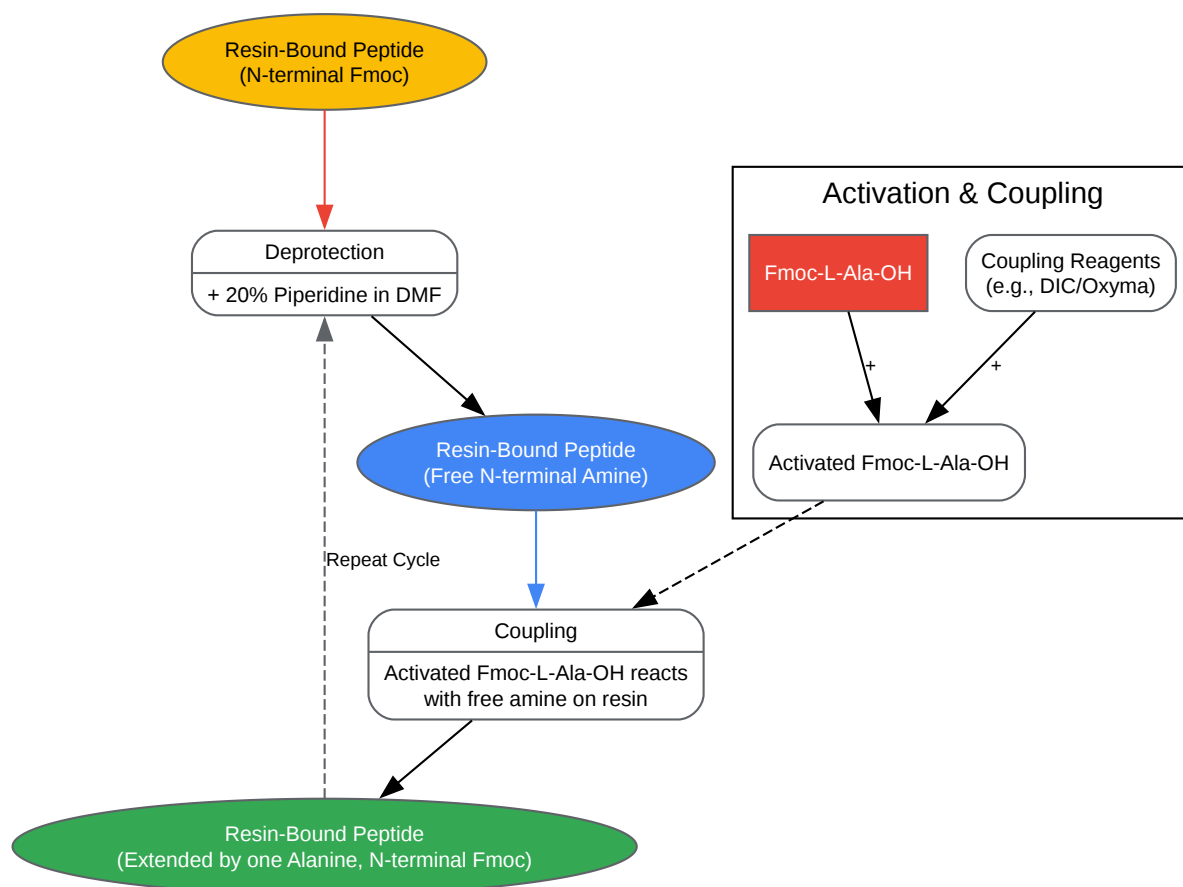 Resin-Bound Peptide
(N-terminal Fmoc)
Activation & Coupling
Deprotection
+ 20% Piperidine in DMF
Fmoc-L-Ala-OH
Coupling Reagents
(e.g., DIC/Oxyma)
+
+
Resin-Bound Peptide
(Free N-terminal Amine)
Activated Fmoc-L-Ala-OH
Repeat Cycle
Coupling
Activated Fmoc-L-Ala-OH reacts
with free amine on resin
Resin-Bound Peptide
(Extended by one Alanine, N-terminal Fmoc)